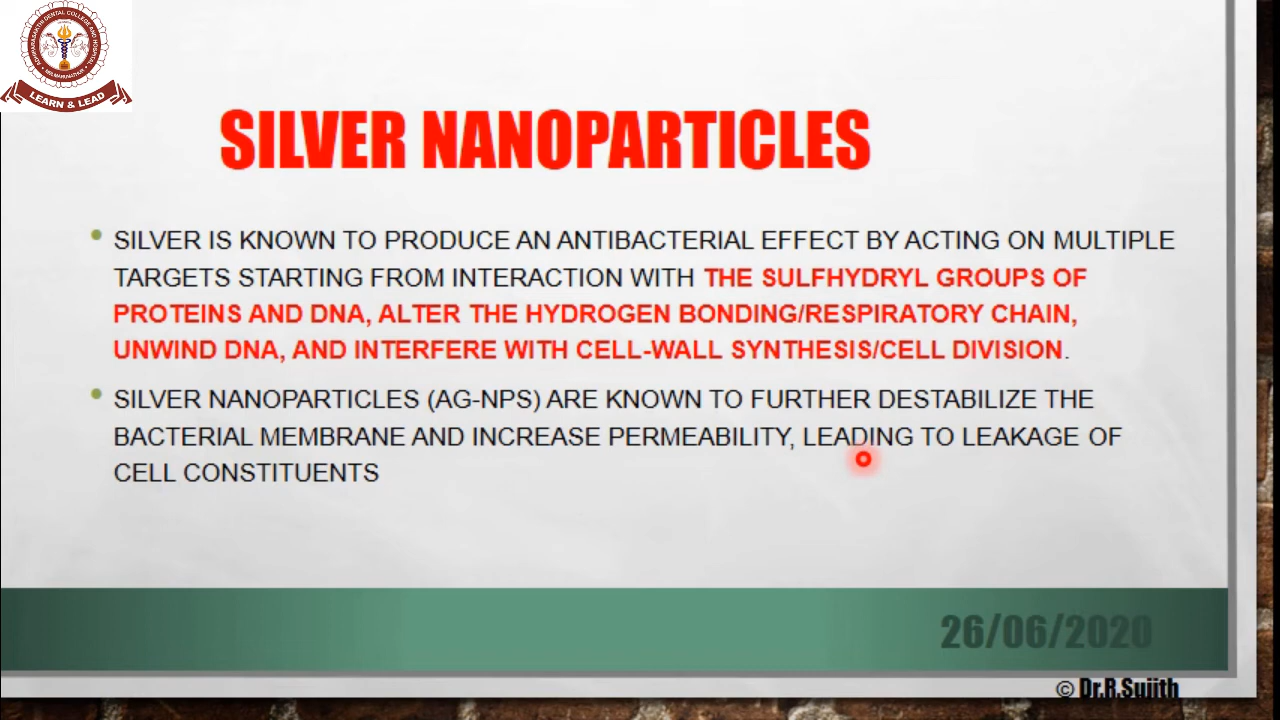 LEARN & LEAD
SILVER NANOPARTICLES
• SILVER IS KNOWN TO PRODUCE AN ANTIBACTERIAL EFFECT BY ACTING ON MULTIPLE
TARGETS STARTING FROM INTERACTION WITH THE SULFHYDRYL GROUPS OF
PROTEINS AND DNA, ALTER THE HYDROGEN BONDING/RESPIRATORY CHAIN,
UNWIND DNA, AND INTERFERE WITH CELL-WALL SYNTHESIS/CELL DIVISION.
• SILVER NANOPARTICLES (AG-NPS) ARE KNOWN TO FURTHER DESTABILIZE THE
BACTERIAL MEMBRANE AND INCREASE PERMEABILITY, LEADING TO LEAKAGE OF
CELL CONSTITUENTS
26/06/2020
© Dr.R.Sujith